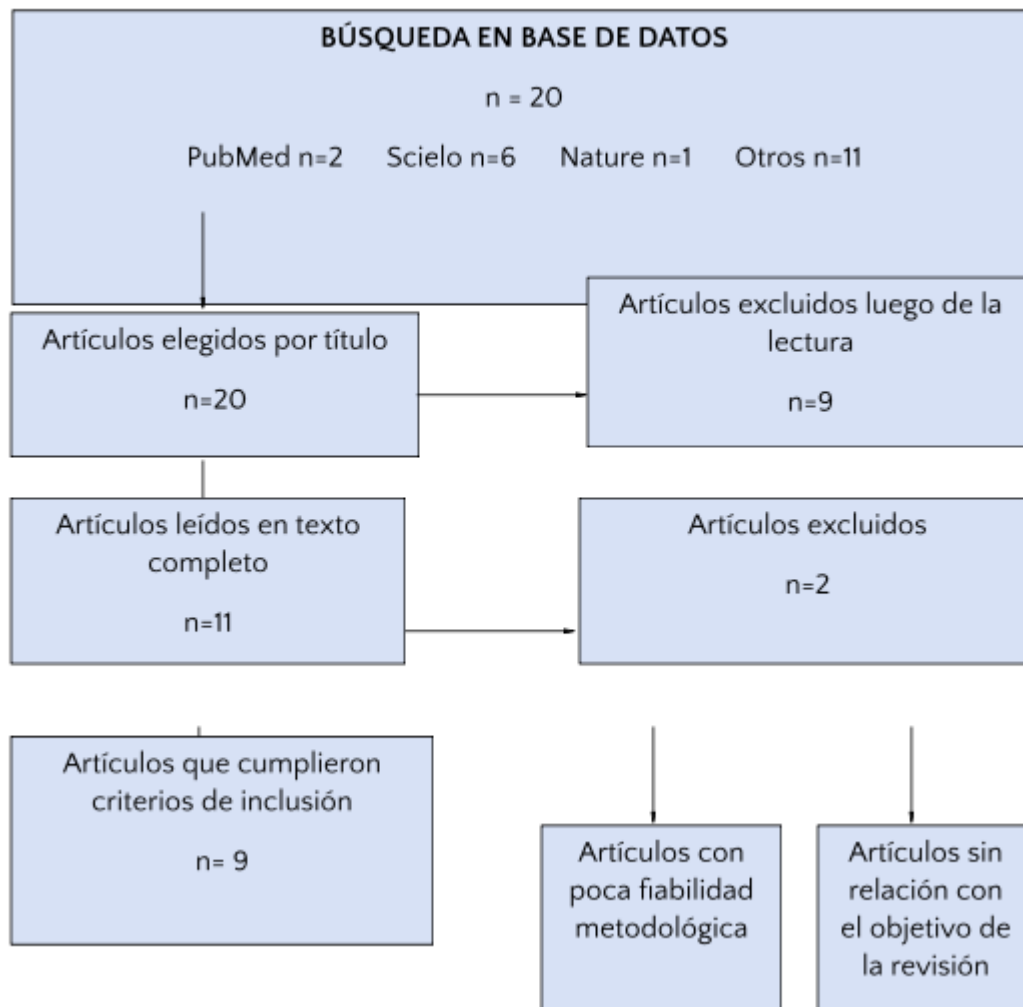 BÚSQUEDA EN BASE DE DATOS
n = 20
PubMed n=2 Scielo n=6 Nature n=1 Otros n=11
Artículos elegidos por título
n=20
Artículos excluidos luego de la
lectura
n=9
Artículos leídos en texto
completo
n=11
Artículos excluidos
n=2
Artículos que cumplieron
criterios de inclusión
n= 9
Artículos con
poca fiabilidad
metodológica
Artículos sin
relación con
el objetivo de
la revisión